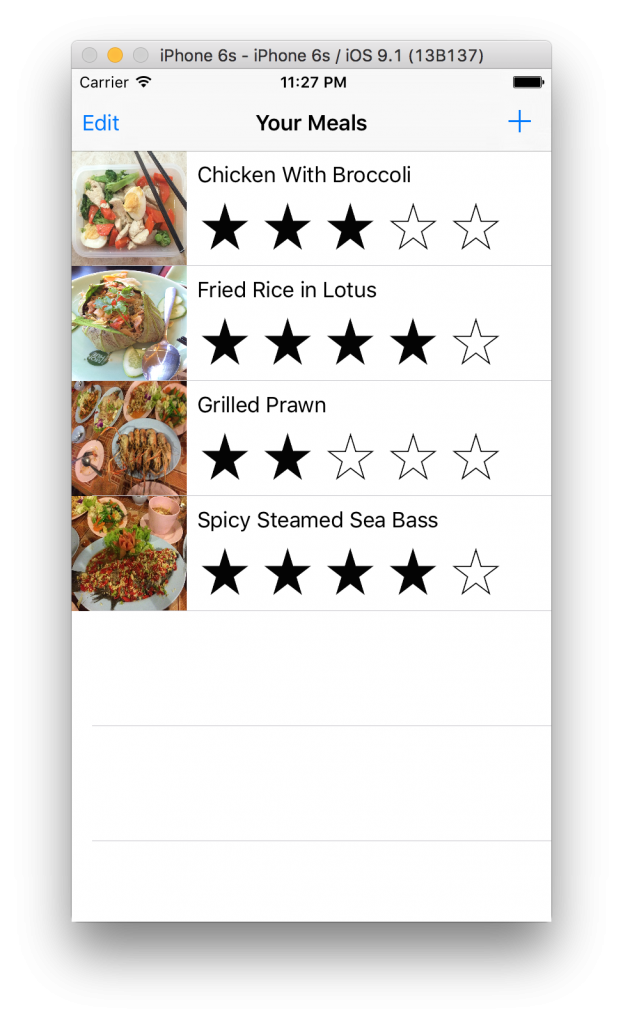 iPhone 6s - iPhone 6s / iOS 9.1 (13B137)
Carrier 11:27 PM
Edit Your Meals +
Chicken With Broccoli
Fried Rice in Lotus
Grilled Prawn
Spicy Steamed Sea Bass